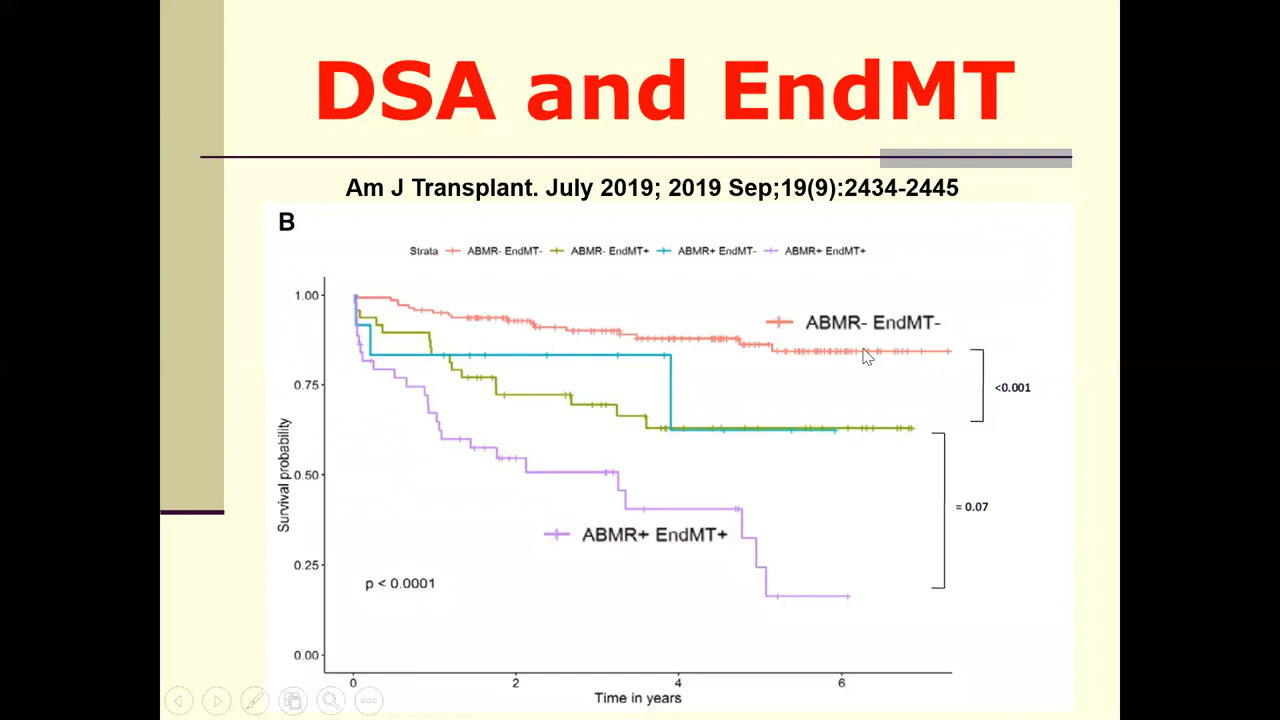 DSA and EndMT
Am J Transplant. July 2019; 2019 Sep;19(9):2434-2445
B
Strata ABMR- EndMT- ABMR- EndMT+ ABMR+ EndMT- ABMR+ EndMT+
1.00
ABMR- EndMT-
<0.001
0.75
Survival probability
0.50
= 0.07
ABMR+ EndMT+
0.25
p < 0.0001
0.00
0 2 4 6
Time in years